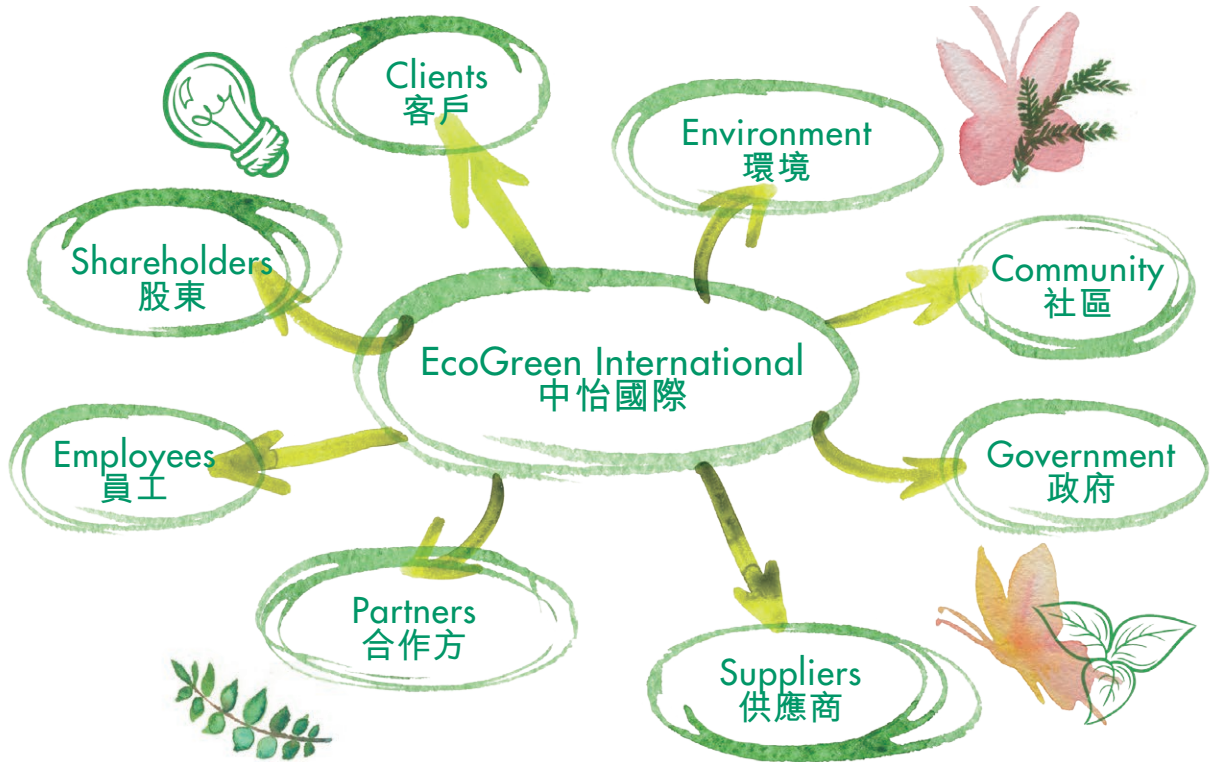 Clients
客戶
Environment
環境
Shareholders
股東
Community
社區
EcoGreen International
中怡國際
Employees
員工
Government
政府
Partners
合作方
Suppliers
供應商